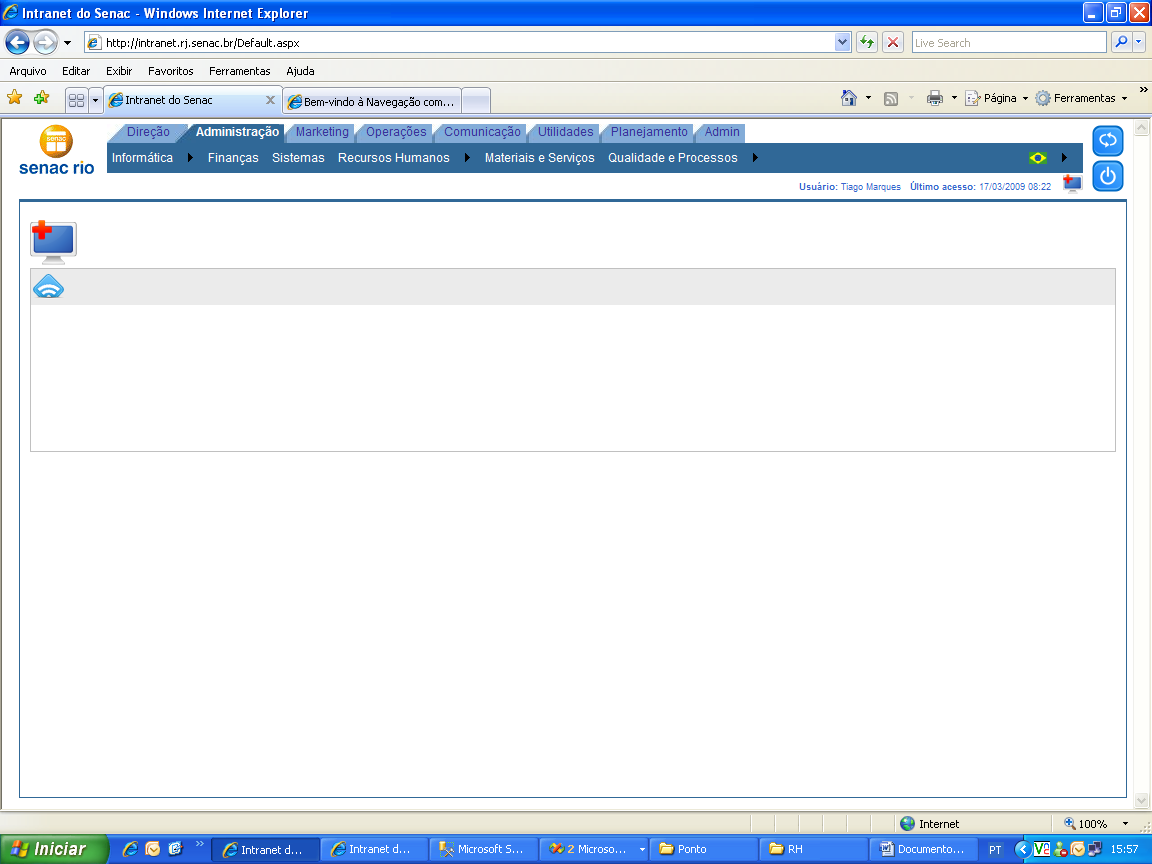 Intranet do Senac - Windows Internet Explorer
http://intranet.rj.senac.br/Default.aspx
Live Search
Arquivo Editar Exibir Favoritos Ferramentas Ajuda
Intranet do Senac
Bem-vindo à Navegação com...
Página
Ferramentas
senac
senac rio
Direção Administração Marketing Operações Comunicação Utilidades Planejamento Admin
Informática Finanças Sistemas Recursos Humanos Materiais e Serviços Qualidade e Processos
Usuário: Tiago Marques Último acesso: 17/03/2009 08:22
Internet 100%
Iniciar
Intranet d...
Intranet d...
Microsoft S...
2 Microso...
Ponto
RH
Documento...
PT
15:57